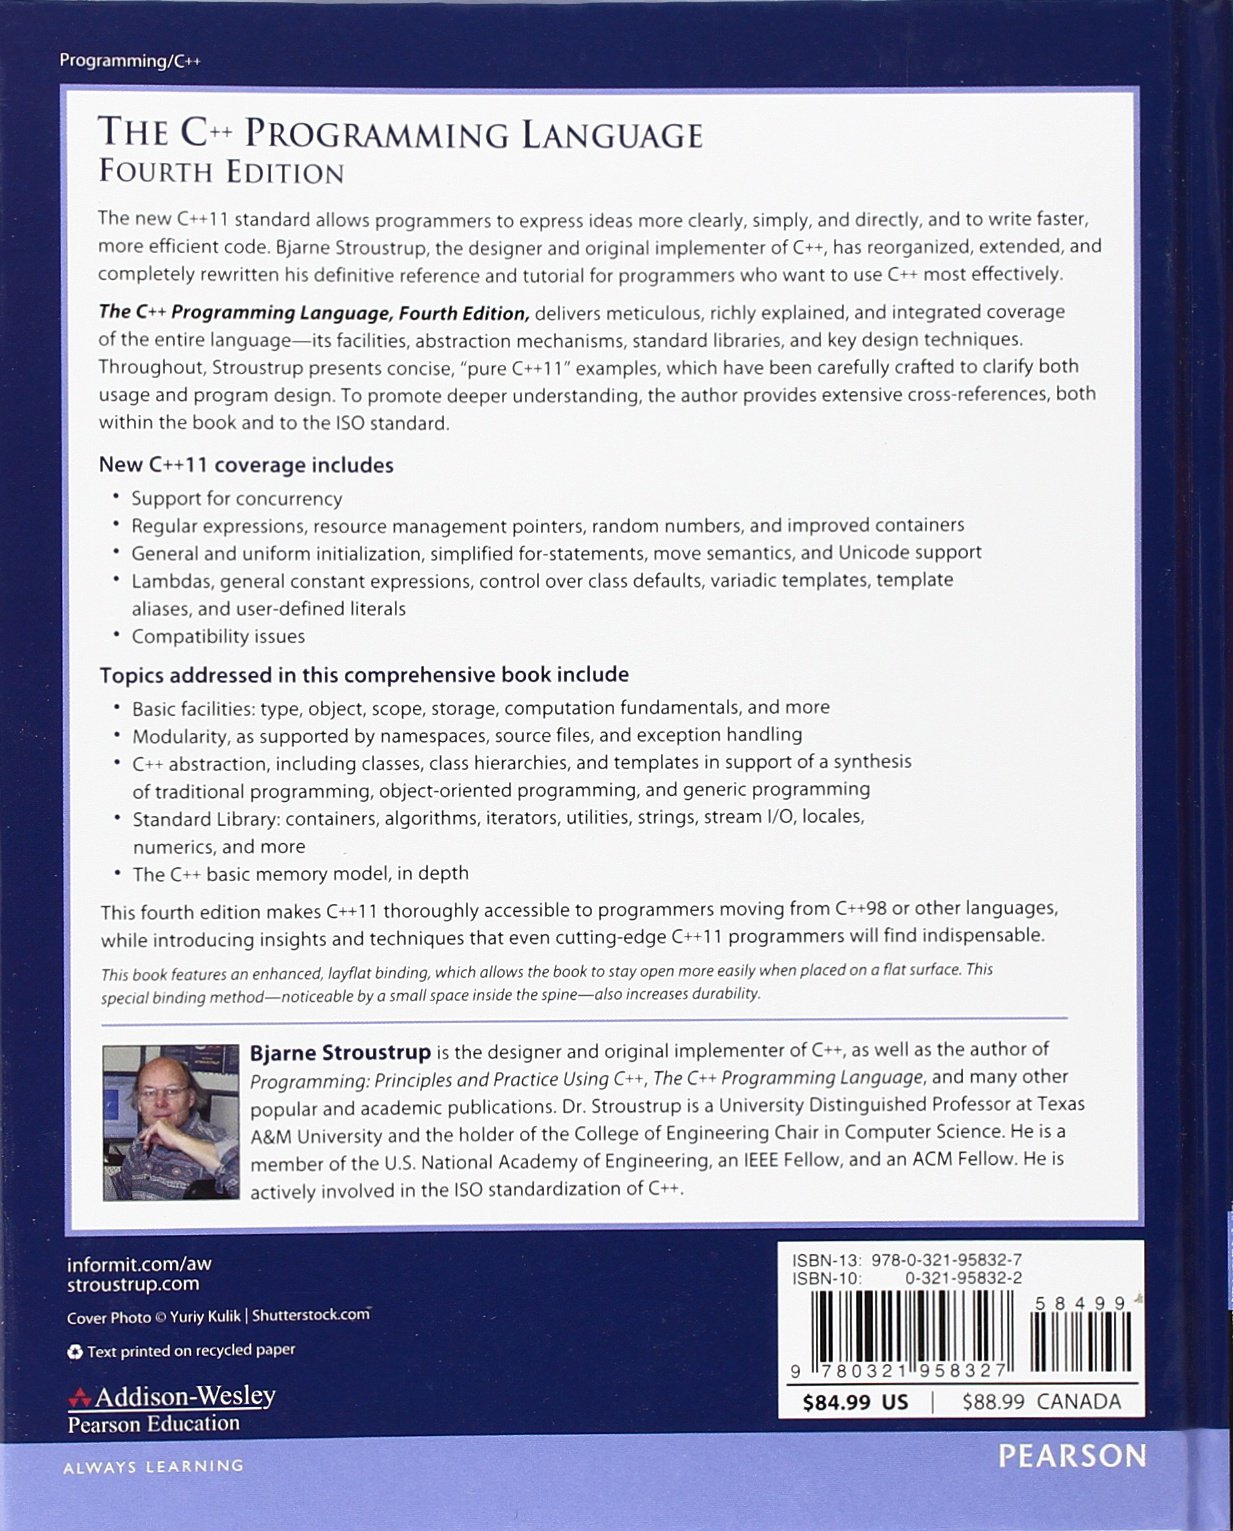 Programming/C++
THE C++ PROGRAMMING LANGUAGE
FOURTH EDITION
The new C++11 standard allows programmers to express ideas more clearly, simply, and directly, and to write faster,
more efficient code. Bjarne Stroustrup, the designer and original implementer of C++, has reorganized, extended, and
completely rewritten his definitive reference and tutorial for programmers who want to use C++ most effectively.
The C++ Programming Language, Fourth Edition, delivers meticulous, richly explained, and integrated coverage
of the entire language—its facilities, abstraction mechanisms, standard libraries, and key design techniques.
Throughout, Stroustrup presents concise, “pure C++11” examples, which have been carefully crafted to clarify both
usage and program design. To promote deeper understanding, the author provides extensive cross-references, both
within the book and to the ISO standard.
New C++11 coverage includes
• Support for concurrency
• Regular expressions, resource management pointers, random numbers, and improved containers
• General and uniform initialization, simplified for-statements, move semantics, and Unicode support
• Lambdas, general constant expressions, control over class defaults, variadic templates, template
aliases, and user-defined literals
• Compatibility issues
Topics addressed in this comprehensive book include
• Basic facilities: type, object, scope, storage, computation fundamentals, and more
• Modularity, as supported by namespaces, source files, and exception handling
• C++ abstraction, including classes, class hierarchies, and templates in support of a synthesis
of traditional programming, object-oriented programming, and generic programming
• Standard Library: containers, algorithms, iterators, utilities, strings, stream I/O, locales,
numerics, and more
• The C++ basic memory model, in depth
This fourth edition makes C++11 thoroughly accessible to programmers moving from C++98 or other languages,
while introducing insights and techniques that even cutting-edge C++11 programmers will find indispensable.
This book features an enhanced, layflat binding, which allows the book to stay open more easily when placed on a flat surface. This
special binding method—noticeable by a small space inside the spine—also increases durability.
Bjarne Stroustrup is the designer and original implementer of C++, as well as the author of
Programming: Principles and Practice Using C++, The C++ Programming Language, and many other
popular and academic publications. Dr. Stroustrup is a University Distinguished Professor at Texas
A&M University and the holder of the College of Engineering Chair in Computer Science. He is a
member of the U.S. National Academy of Engineering, an IEEE Fellow, and an ACM Fellow. He is
actively involved in the ISO standardization of C++.
informit.com/aw
stroustrup.com
Cover Photo © Yuriy Kulik | Shutterstock.com
Text printed on recycled paper
Addison-Wesley
Pearson Education
ALWAYS LEARNING
ISBN-13: 978-0-321-95832-7
ISBN-10: 0-321-95832-2
5 8 4 9 9
9 780321 958327
$84.99 US | $88.99 CANADA
PEARSON